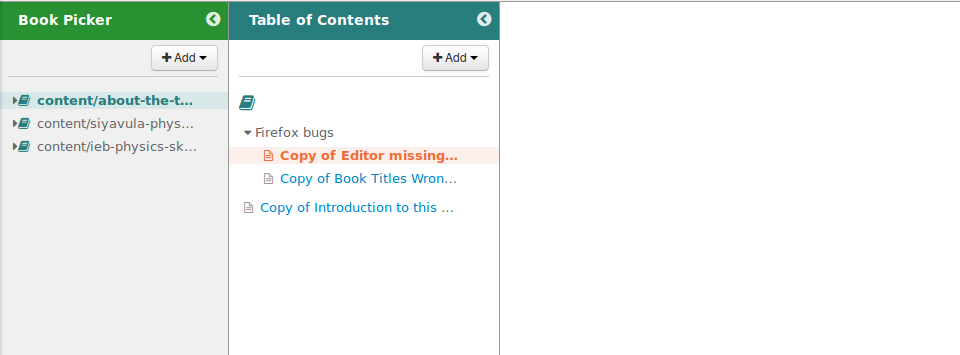 Book Picker
Add
content/about-the-t...
content/siyavula-phys...
content/ieb-physics-sk...
Table of Contents
Add
Firefox bugs
Copy of Editor missing...
Copy of Book Titles Wron...
Copy of Introduction to this ...